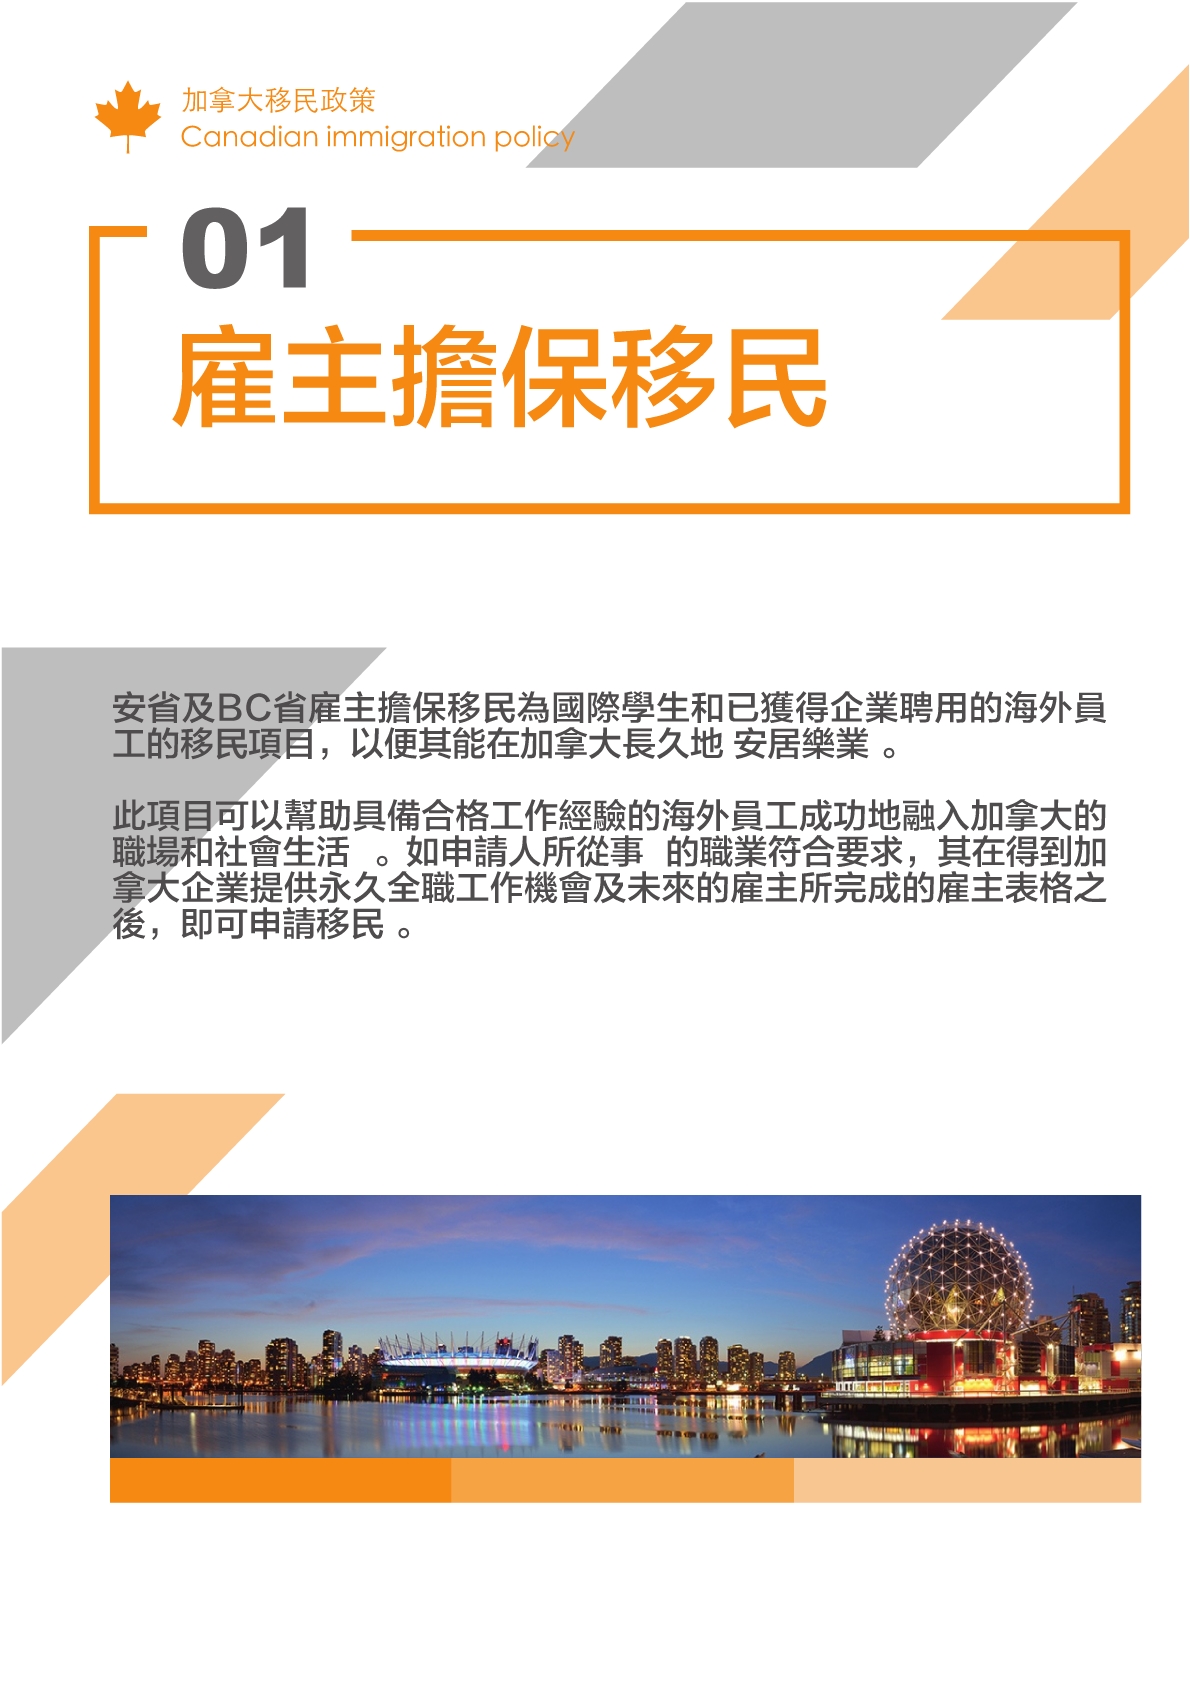 加拿大移民政策
Canadian immigration policy
01
雇主擔保移民
安省及BC省雇主擔保移民為國際學生和已獲得企業聘用的海外員
工的移民項目，以便其能在加拿大長久地 安居樂業 。
此項目可以幫助具備合格工作經驗的海外員工成功地融入加拿大的
職場和社會生活 。如申請人所從事 的職業符合要求，其在得到加
拿大企業提供永久全職工作機會及未來的雇主所完成的雇主表格之
後，即可申請移民 。